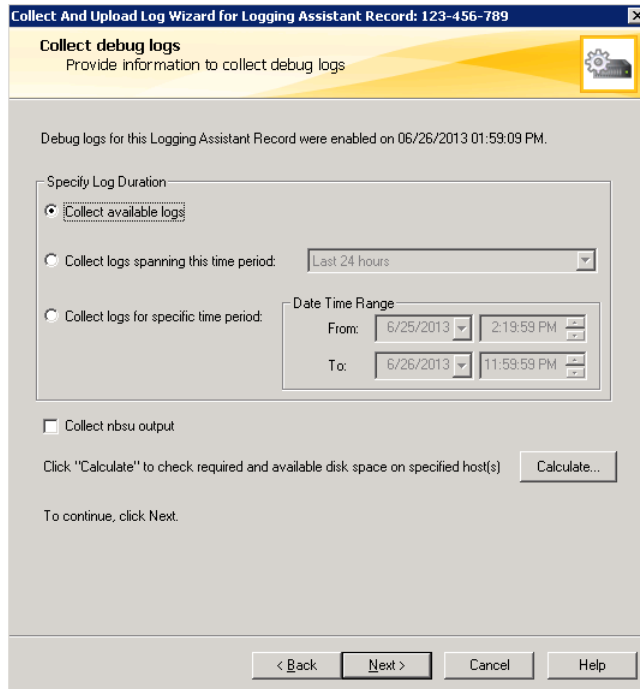 Collect And Upload Log Wizard for Logging Assistant Record: 123-456-789
Collect debug logs
Provide information to collect debug logs
Debug logs for this Logging Assistant Record were enabled on 06/26/2013 01:59:09 PM.
Specify Log Duration
Collect available logs
Collect logs spanning this time period: Last 24 hours
Collect logs for specific time period:
Date Time Range
From: 6/25/2013 2:19:59 PM
To: 6/26/2013 11:59:59 PM
Collect nbsu output
Click "Calculate" to check required and available disk space on specified host(s) Calculate...
To continue, click Next.
< Back Next > Cancel Help